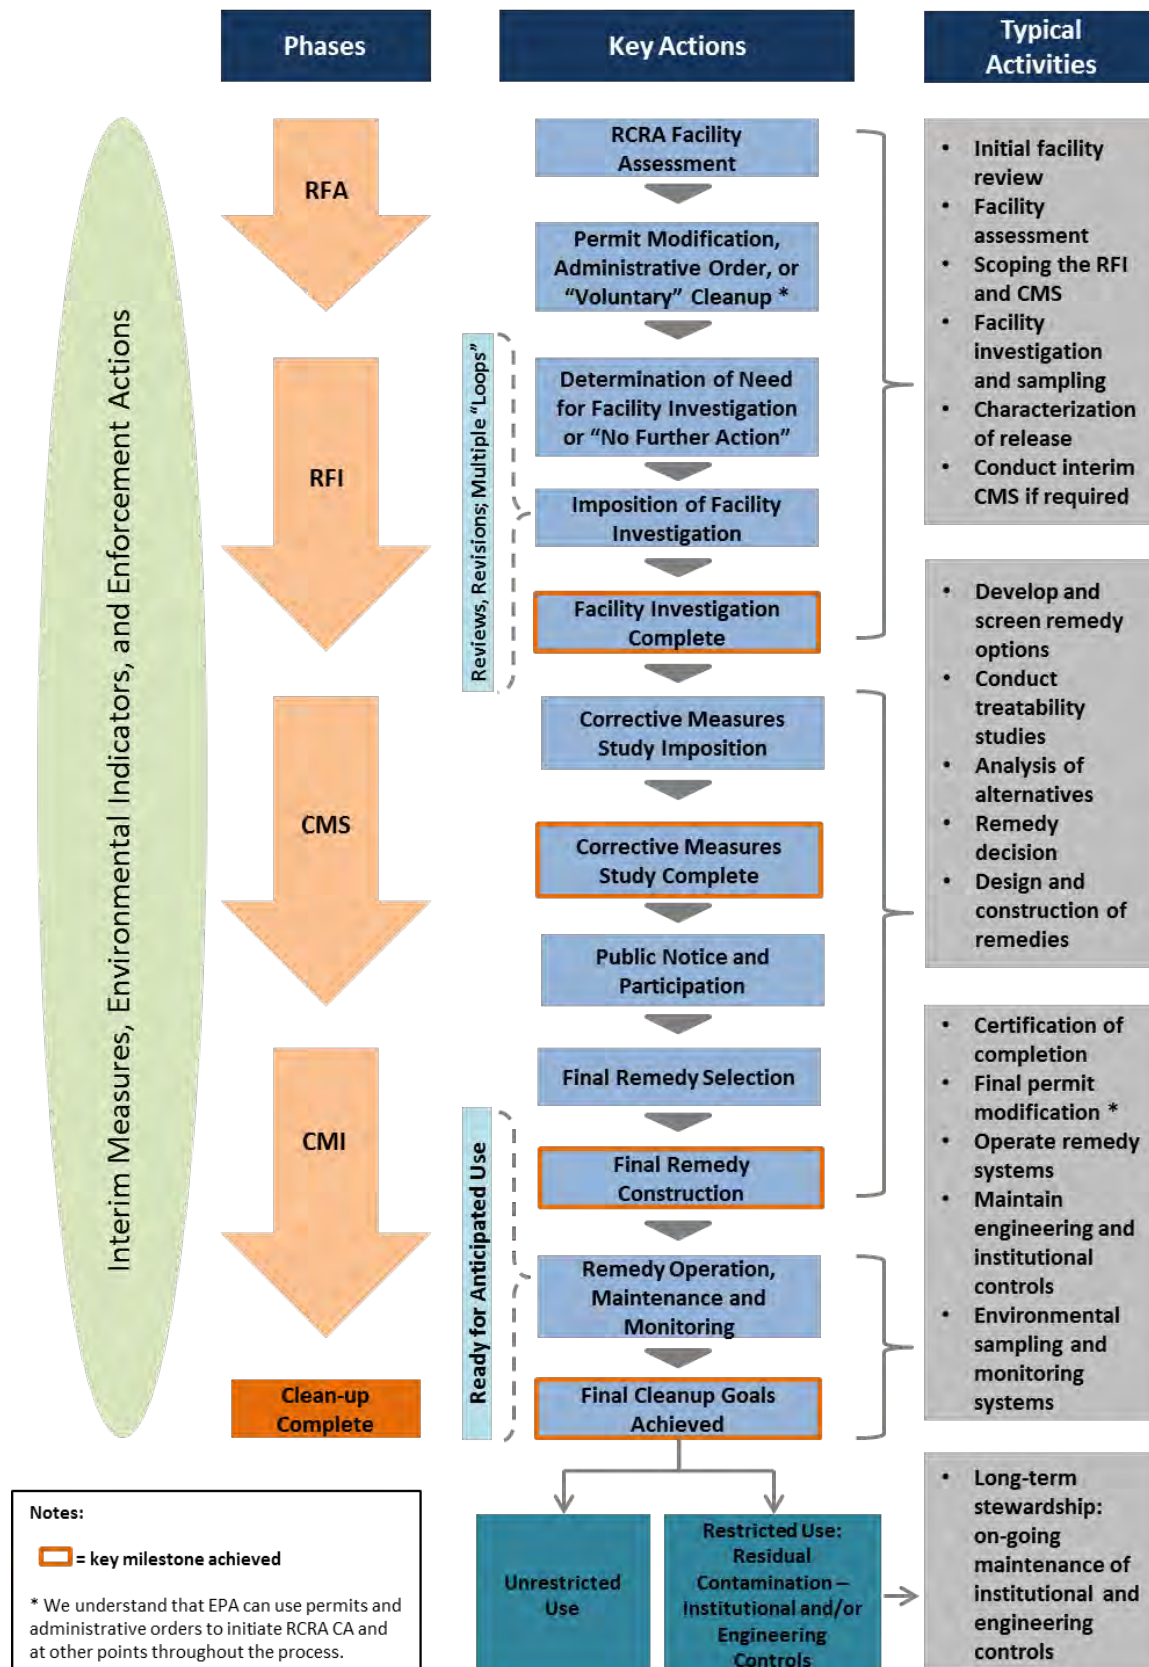 Phases
Key Actions
Typical
Activities
Interim Measures, Environmental Indicators, and Enforcement Actions
RFA
RFI
CMS
CMI
Clean-up
Complete
Reviews, Revisions; Multiple “Loops”
Ready for Anticipated Use
RCRA Facility
Assessment
Permit Modification,
Administrative Order, or
“Voluntary” Cleanup *
Determination of Need
for Facility Investigation
or “No Further Action”
Imposition of Facility
Investigation
Facility Investigation
Complete
Corrective Measures
Study Imposition
Corrective Measures
Study Complete
Public Notice and
Participation
Final Remedy Selection
Final Remedy
Construction
Remedy Operation,
Maintenance and
Monitoring
Final Cleanup Goals
Achieved
Unrestricted
Use
Restricted Use:
Residual
Contamination –
Institutional and/or
Engineering
Controls
• Initial facility
review
• Facility
assessment
• Scoping the RFI
and CMS
• Facility
investigation
and sampling
• Characterization
of release
• Conduct interim
CMS if required
• Develop and
screen remedy
options
• Conduct
treatability
studies
• Analysis of
alternatives
• Remedy
decision
• Design and
construction of
remedies
• Certification of
completion
• Final permit
modification *
• Operate remedy
systems
• Maintain
engineering and
institutional
controls
• Environmental
sampling and
monitoring
systems
• Long-term
stewardship:
on-going
maintenance of
institutional and
engineering
controls
Notes:
= key milestone achieved
* We understand that EPA can use permits and
administrative orders to initiate RCRA CA and
at other points throughout the process.